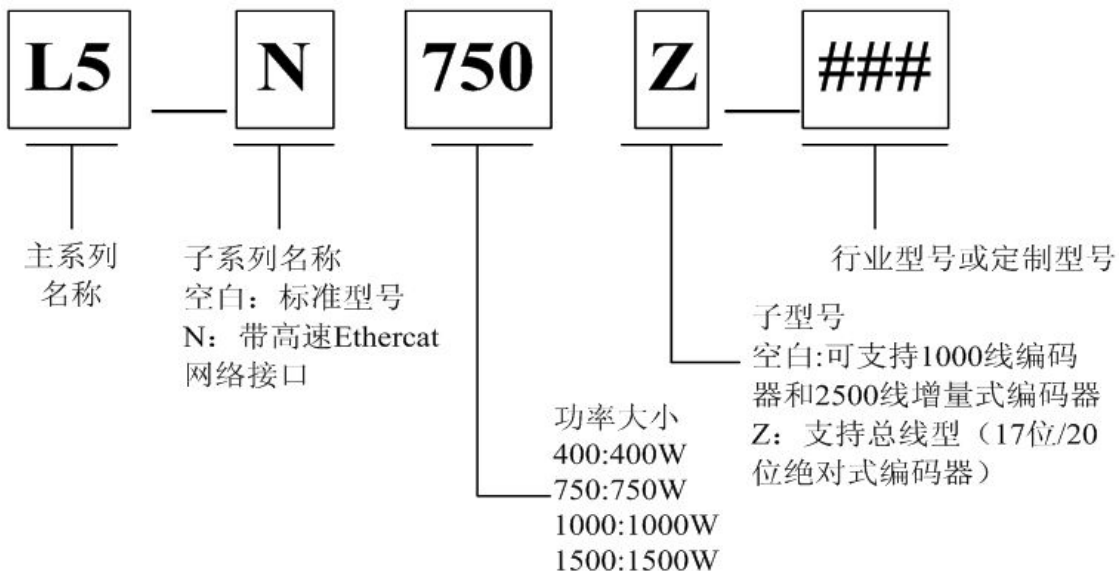 L5 N 750 Z ###
主系列
名称
子系列名称
空白：标准型号
N：带高速Ethercat
网络接口
功率大小
400:400W
750:750W
1000:1000W
1500:1500W
子型号
空白:可支持1000线编码
器和2500线增量式编码器
Z：支持总线型（17位/20
位绝对式编码器）
行业型号或定制型号